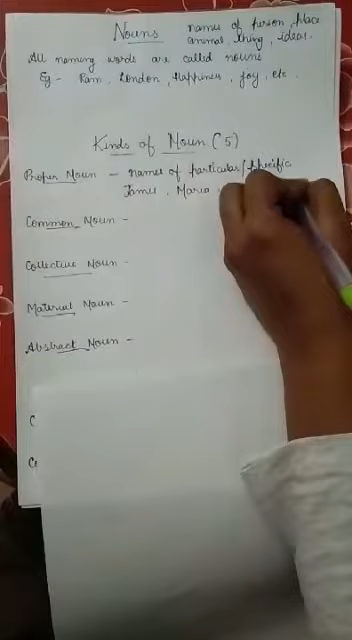 Nouns names of person, place
animal, thing, ideas.
All naming words are called nouns
Eg - Ram, London, Happiness, joy, etc.
Kinds of Noun (5)
Proper Noun - names of particular/specific
Maria
Common Noun -
Collective Noun -
Material Noun -
Abstract Noun -